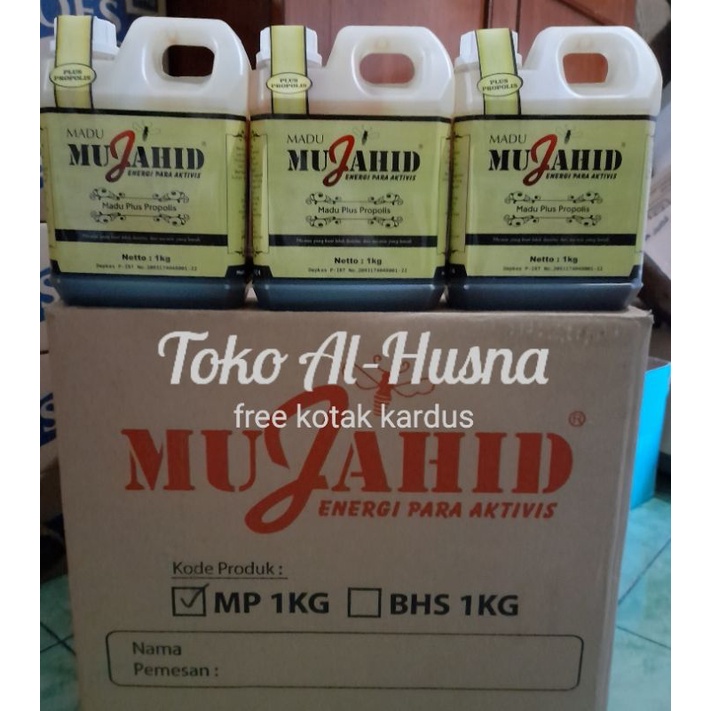 PLUS
PROPOLIS
MADU
MUJAHID®
ENERGI PARA AKTIVIS
Madu Plus Propolis
Netto : 1kg
PLUS
PROPOLIS
MADU
MUJAHID®
ENERGI PARA AKTIVIS
Madu Plus Propolis
Netto : 1kg
PLUS
PROPOLIS
MADU
MUJAHID®
ENERGI PARA AKTIVIS
Madu Plus Propolis
Netto : 1kg
Toko Al-Husna
free kotak kardus
MUJAHID®
ENERGI PARA AKTIVIS
Kode Produk :
MP 1KG BHS 1KG
Nama
Pemesan :